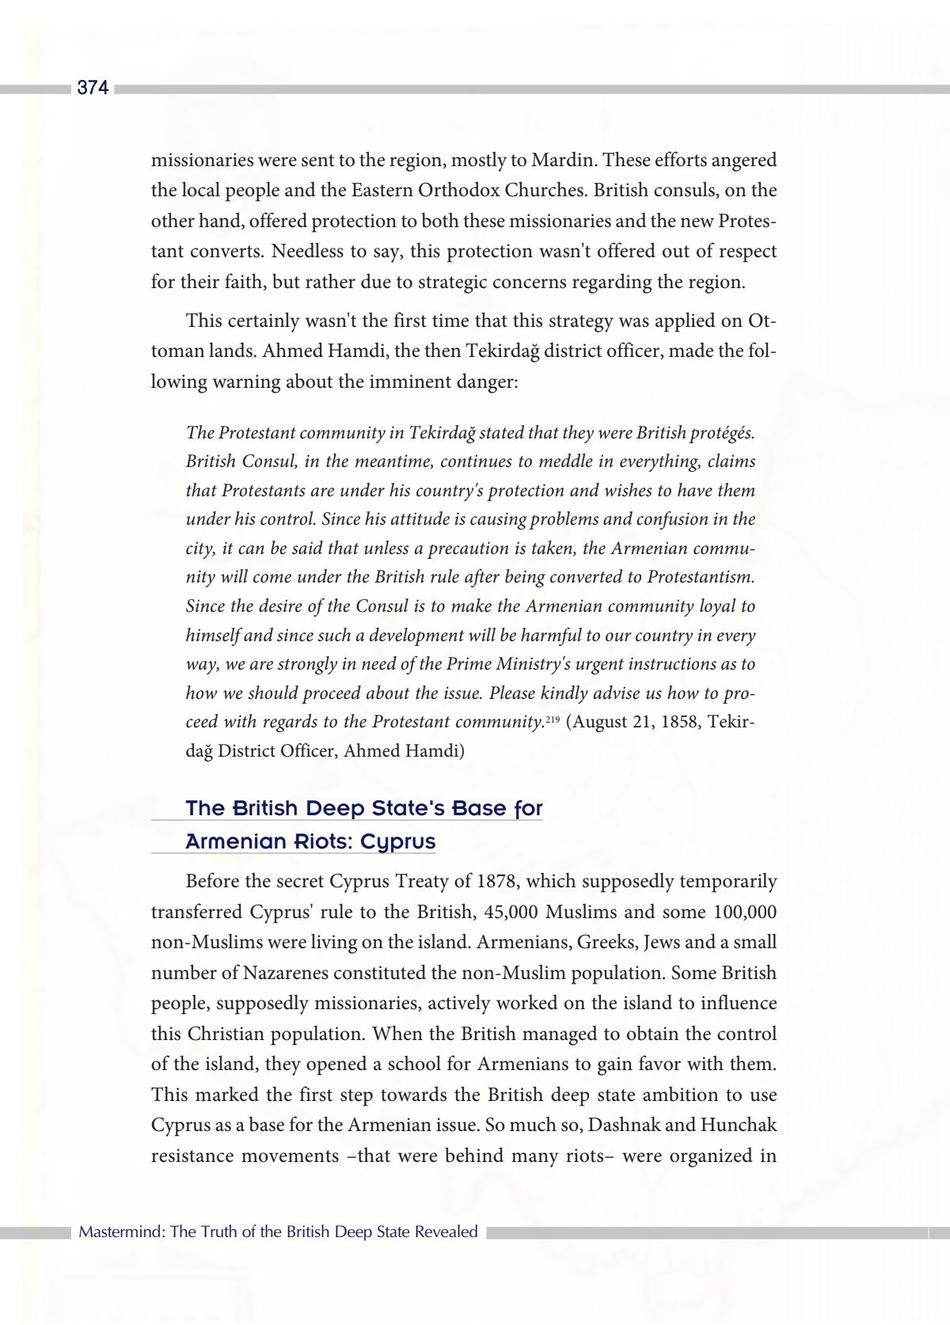 374
missionaries were sent to the region, mostly to Mardin. These efforts angered
the local people and the Eastern Orthodox Churches. British consuls, on the
other hand, offered protection to both these missionaries and the new Protes-
tant converts. Needless to say, this protection wasn't offered out of respect
for their faith, but rather due to strategic concerns regarding the region.
This certainly wasn't the first time that this strategy was applied on Ot-
toman lands. Ahmed Hamdi, the then Tekirdağ district officer, made the fol-
lowing warning about the imminent danger:
The Protestant community in Tekirdağ stated that they were British protégés.
British Consul, in the meantime, continues to meddle in everything, claims
that Protestants are under his country's protection and wishes to have them
under his control. Since his attitude is causing problems and confusion in the
city, it can be said that unless a precaution is taken, the Armenian commu-
nity will come under the British rule after being converted to Protestantism.
Since the desire of the Consul is to make the Armenian community loyal to
himself and since such a development will be harmful to our country in every
way, we are strongly in need of the Prime Ministry's urgent instructions as to
how we should proceed about the issue. Please kindly advise us how to pro-
ceed with regards to the Protestant community.²¹⁹ (August 21, 1858, Tekir-
dağ District Officer, Ahmed Hamdi)
The British Deep State's Base for
Armenian Riots: Cyprus
Before the secret Cyprus Treaty of 1878, which supposedly temporarily
transferred Cyprus' rule to the British, 45,000 Muslims and some 100,000
non-Muslims were living on the island. Armenians, Greeks, Jews and a small
number of Nazarenes constituted the non-Muslim population. Some British
people, supposedly missionaries, actively worked on the island to influence
this Christian population. When the British managed to obtain the control
of the island, they opened a school for Armenians to gain favor with them.
This marked the first step towards the British deep state ambition to use
Cyprus as a base for the Armenian issue. So much so, Dashnak and Hunchak
resistance movements –that were behind many riots– were organized in
Mastermind: The Truth of the British Deep State Revealed